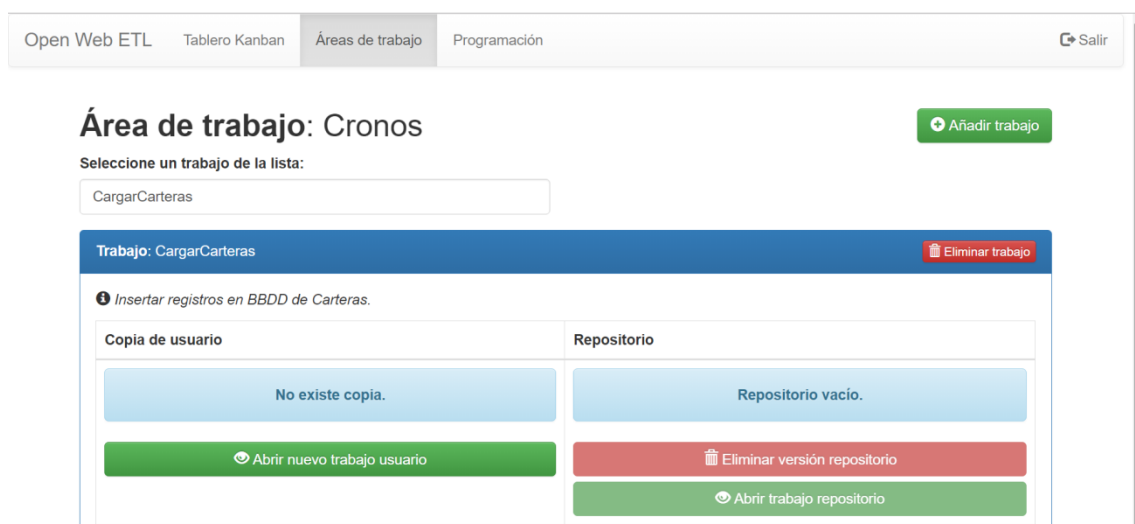 Open Web ETL Tablero Kanban Áreas de trabajo Programación Salir
Área de trabajo: Cronos Añadir trabajo
Seleccione un trabajo de la lista:
CargarCarteras
Trabajo: CargarCarteras Eliminar trabajo
Insertar registros en BBDD de Carteras.
Copia de usuario Repositorio
No existe copia. Repositorio vacío.
Abrir nuevo trabajo usuario Eliminar versión repositorio
Abrir trabajo repositorio